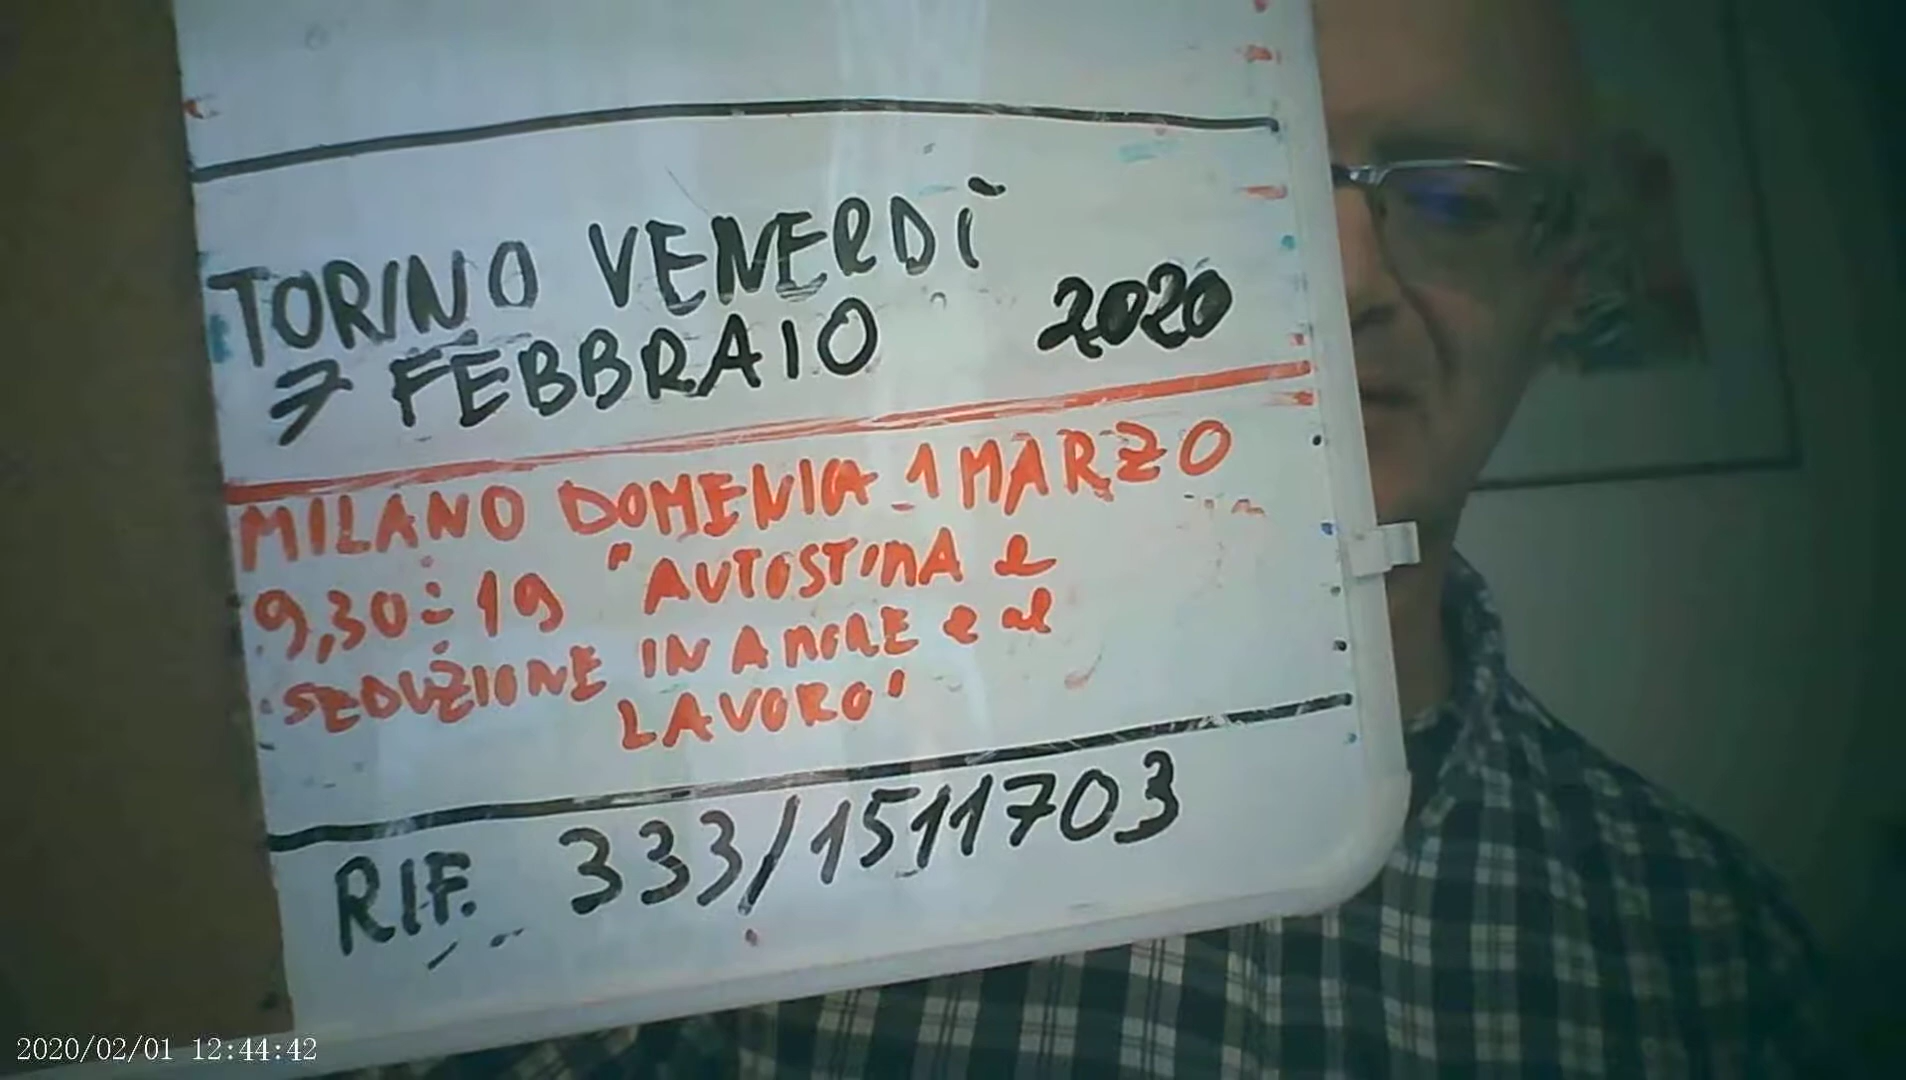 TORINO VENERDÌ
7 FEBBRAIO 2020
MILANO DOMENICA 1 MARZO
9,30÷19 "AUTOSTIMA e
SEDUZIONE IN AMORE e al
LAVORO"
RIF. 333/1511703
2020/02/01 12:44:42